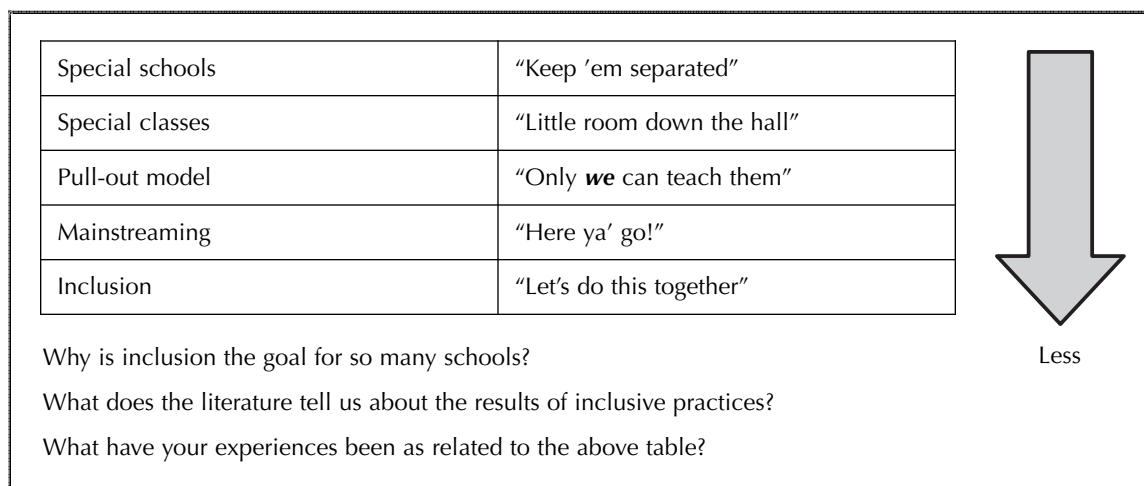 Special schools “Keep ’em separated”
Special classes “Little room down the hall”
Pull-out model “Only we can teach them”
Mainstreaming “Here ya’ go!”
Inclusion “Let’s do this together”
Why is inclusion the goal for so many schools?
Less
What does the literature tell us about the results of inclusive practices?
What have your experiences been as related to the above table?